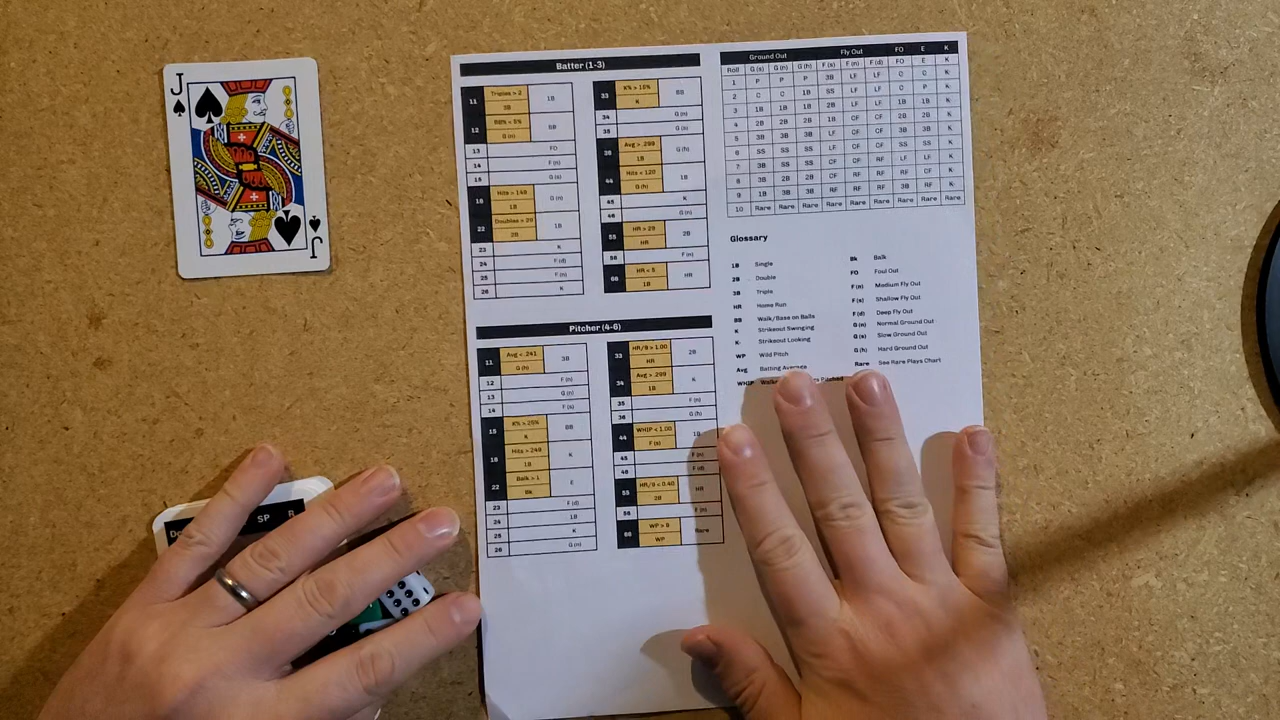 J
Batter (1-3)
11 Triples > 2 1B
3B
12 RBI% < 5% BB
G (n)
13 FO
14 F (n)
15 G (s)
16 Hits > 149 G (n)
1B
22 Doubles > 29 1B
2B
23 K
24 F (d)
25 F (n)
26 K
33 K% > 15% BB
K
34 G (n)
35 G (h)
36 Avg > .299 G (h)
1B
44 Hits < 120 1B
G (h)
45 K
46 G (n)
55 HR > 29 2B
HR
56 F (n)
66 HR < 5 HR
1B
Pitcher (4-6)
11 Avg < .241 3B
G (h)
12 F (n)
13 G (n)
14 F (s)
15 K% > 25% BB
K
16 Hits > 249 K
1B
22 Balk > 1 E
Bk
23 F (d)
24 1B
25 K
26 G (n)
33 HR/9 > 1.00 2B
HR
34 Avg > .299 K
1B
35 F (n)
36 G (h)
44 WHIP < 1.00 1B
F (s)
45 F (n)
46 F (d)
55 HR/9 < 0.40 HR
2B
56 F (n)
66 WP > 8 Rare
WP
Ground Out Fly Out FO E K
Roll G (s) G (n) G (h) F (s) F (n) F (d) FO E K
1 P P P 3B LF LF C C K
2 C C 1B SS LF LF C P K
3 1B 1B 1B 2B LF LF 1B 1B K
4 2B 2B 2B 1B CF CF 2B 2B K
5 3B 3B 3B LF CF CF 3B 3B K
6 SS SS SS LF CF CF SS SS K
7 3B SS SS CF CF RF LF LF K
8 3B 2B 2B CF RF RF RF CF K
9 1B 3B 3B RF RF RF 3B RF K
10 Rare Rare Rare Rare Rare Rare Rare Rare Rare
Glossary
1B Single
2B Double
3B Triple
HR Home Run
BB Walk/Base on Balls
K Strikeout Swinging
K Strikeout Looking
WP Wild Pitch
Avg Batting Average
WHIP Pitched
Bk Balk
FO Foul Out
F (n) Medium Fly Out
F (s) Shallow Fly Out
F (d) Deep Fly Out
G (n) Normal Ground Out
G (s) Slow Ground Out
G (h) Hard Ground Out
Rare See Rare Plays Chart
SP R
J